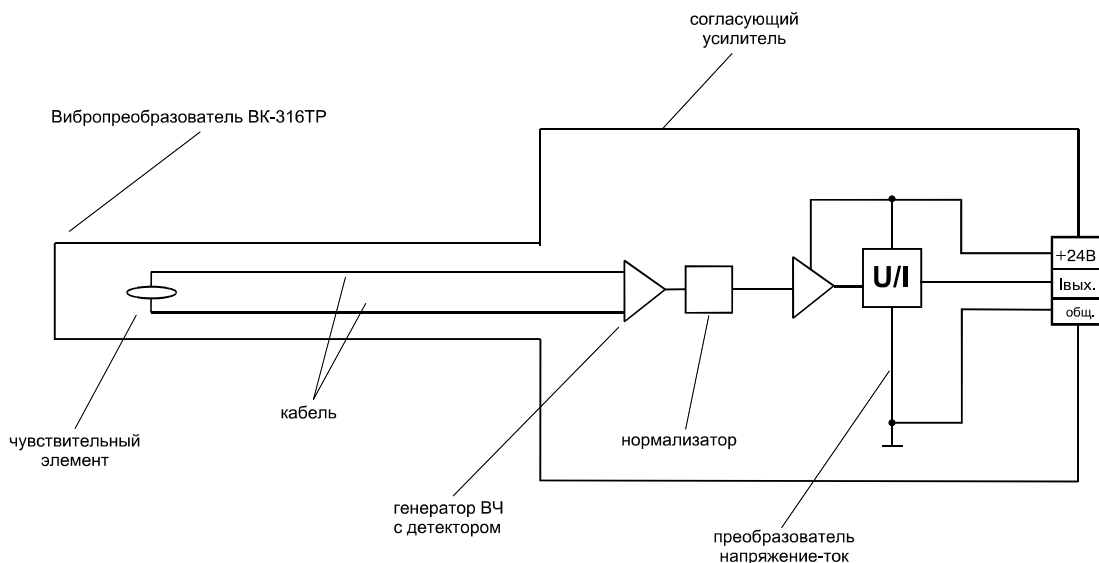 согласующий
усилитель
Вибропреобразователь ВК-316ТР
+24В
U/I
Iвых.
общ.
кабель
чувствительный
элемент
нормализатор
генератор ВЧ
с детектором
преобразователь
напряжение-ток